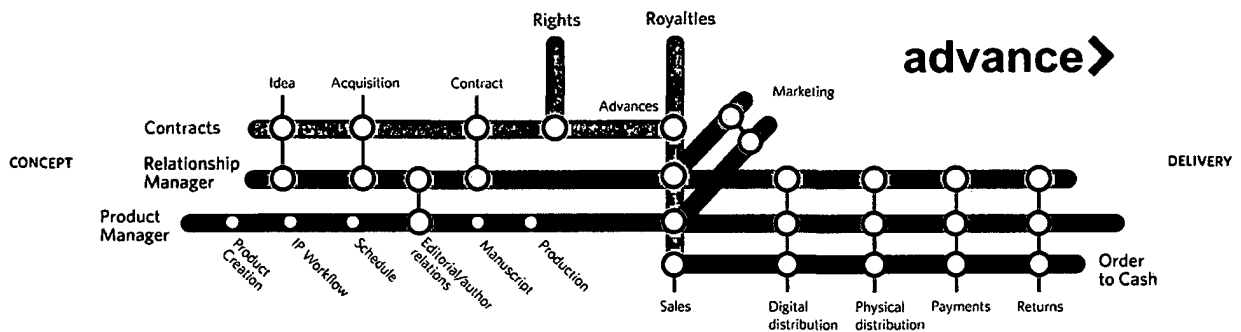 Rights
Royalties
advance>
Idea
Acquisition
Contract
Advances
Marketing
Contracts
CONCEPT
Relationship
Manager
DELIVERY
Product
Manager
Product
Creation
IP Workflow
Schedule
Editorial/author
relations
Manuscript
Production
Order
to Cash
Sales
Digital
distribution
Physical
distribution
Payments
Returns